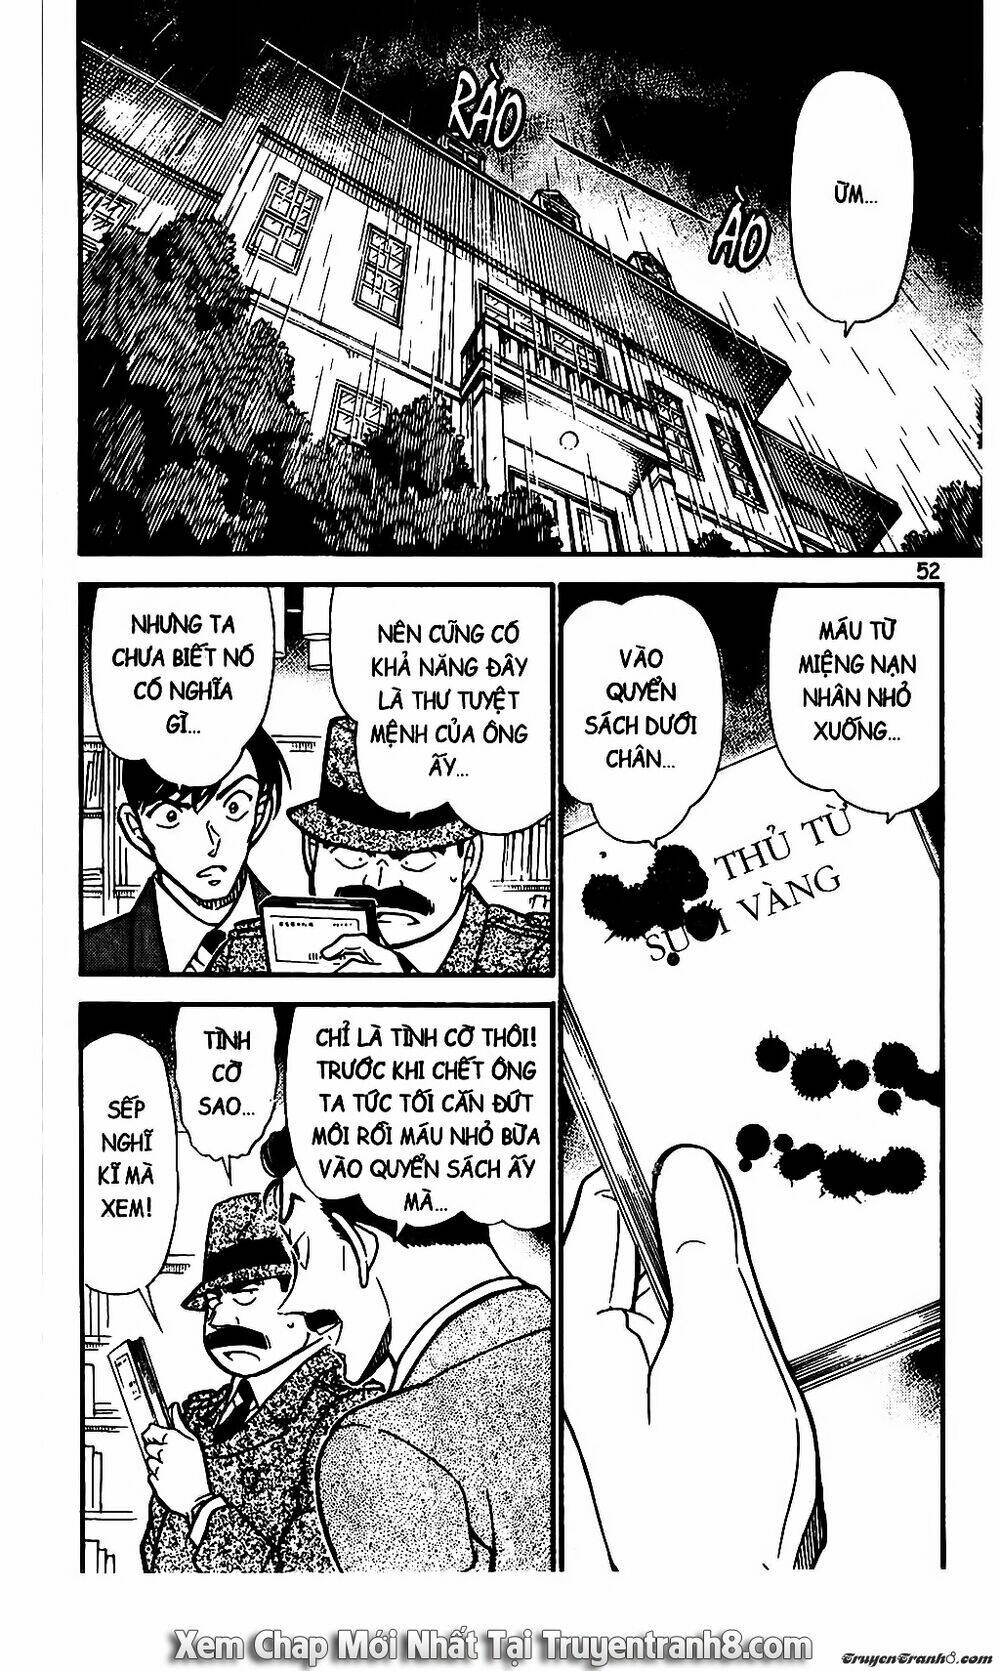 ỪM...
RÀO
ÀO
52
MÁU TỪ
MIỆNG NẠN
NHÂN NHỎ
XUỐNG...
VÀO
QUYỂN
SÁCH DƯỚI
CHÂN...
THỦ TỪ
VÀNG
NÊN CŨNG CÓ
KHẢ NĂNG ĐÂY
LÀ THƯ TUYỆT
MỆNH CỦA ÔNG
ẤY...
NHƯNG TA
CHƯA BIẾT NÓ
CÓ NGHĨA
GÌ...
CHỈ LÀ TÌNH CỜ THÔI!
TRƯỚC KHI CHẾT ÔNG
TA TỨC TỐI CẮN ĐỨT
MÔI RỒI MÁU NHỎ BỪA
VÀO QUYỂN SÁCH ẤY
MÀ...
TÌNH
CỜ
SAO...
SẾP
NGHĨ
KĨ MÀ
XEM!
Xem Chap Mới Nhất Tại Truyentranh8.com
TruyenTranh8.com